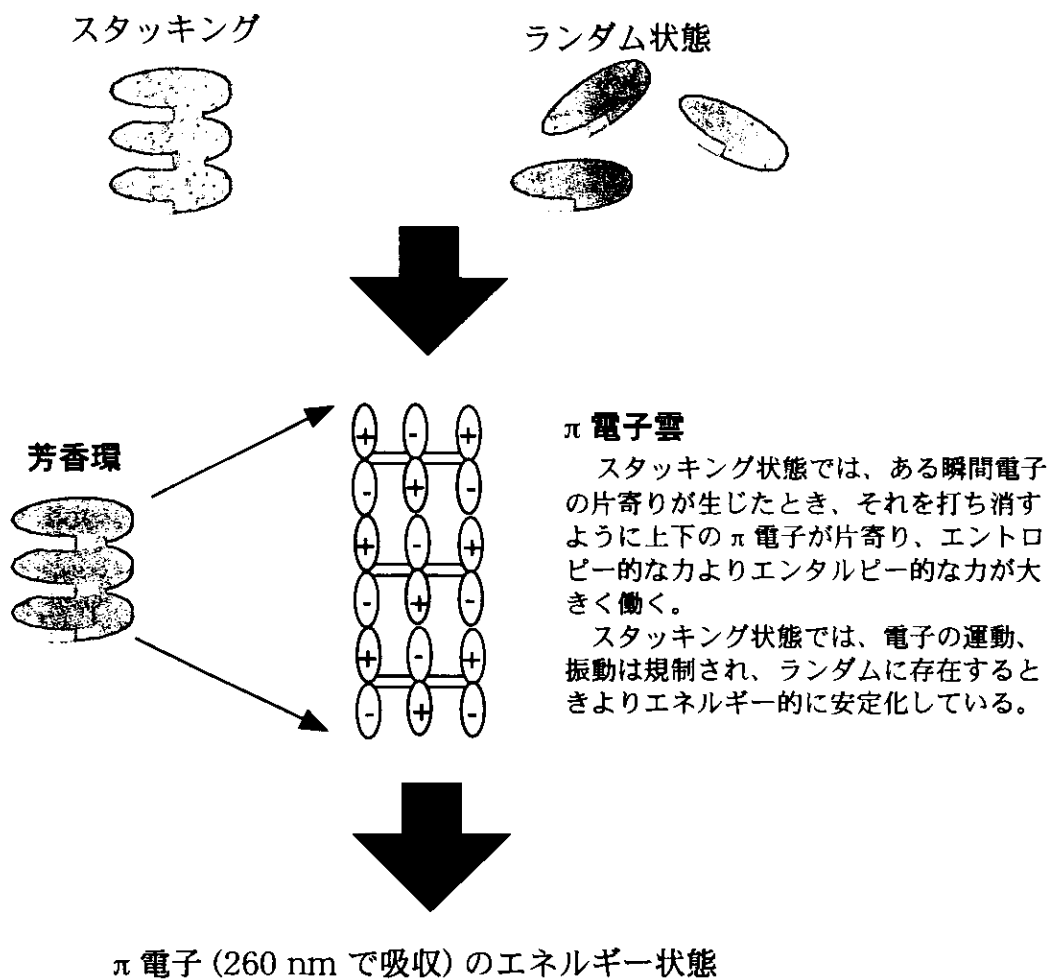 スタッキング
ランダム状態
芳香環
+ - +
- + -
+ - +
- + -
+ - +
- + -
π 電子雲
スタッキング状態では、ある瞬間電子
の片寄りが生じたとき、それを打ち消す
ように上下の π 電子が片寄り、エントロ
ピー的な力よりエンタルピー的な力が大
きく働く。
スタッキング状態では、電子の運動、
振動は規制され、ランダムに存在すると
きよりエネルギー的に安定化している。
π 電子 (260 nm で吸収) のエネルギー状態